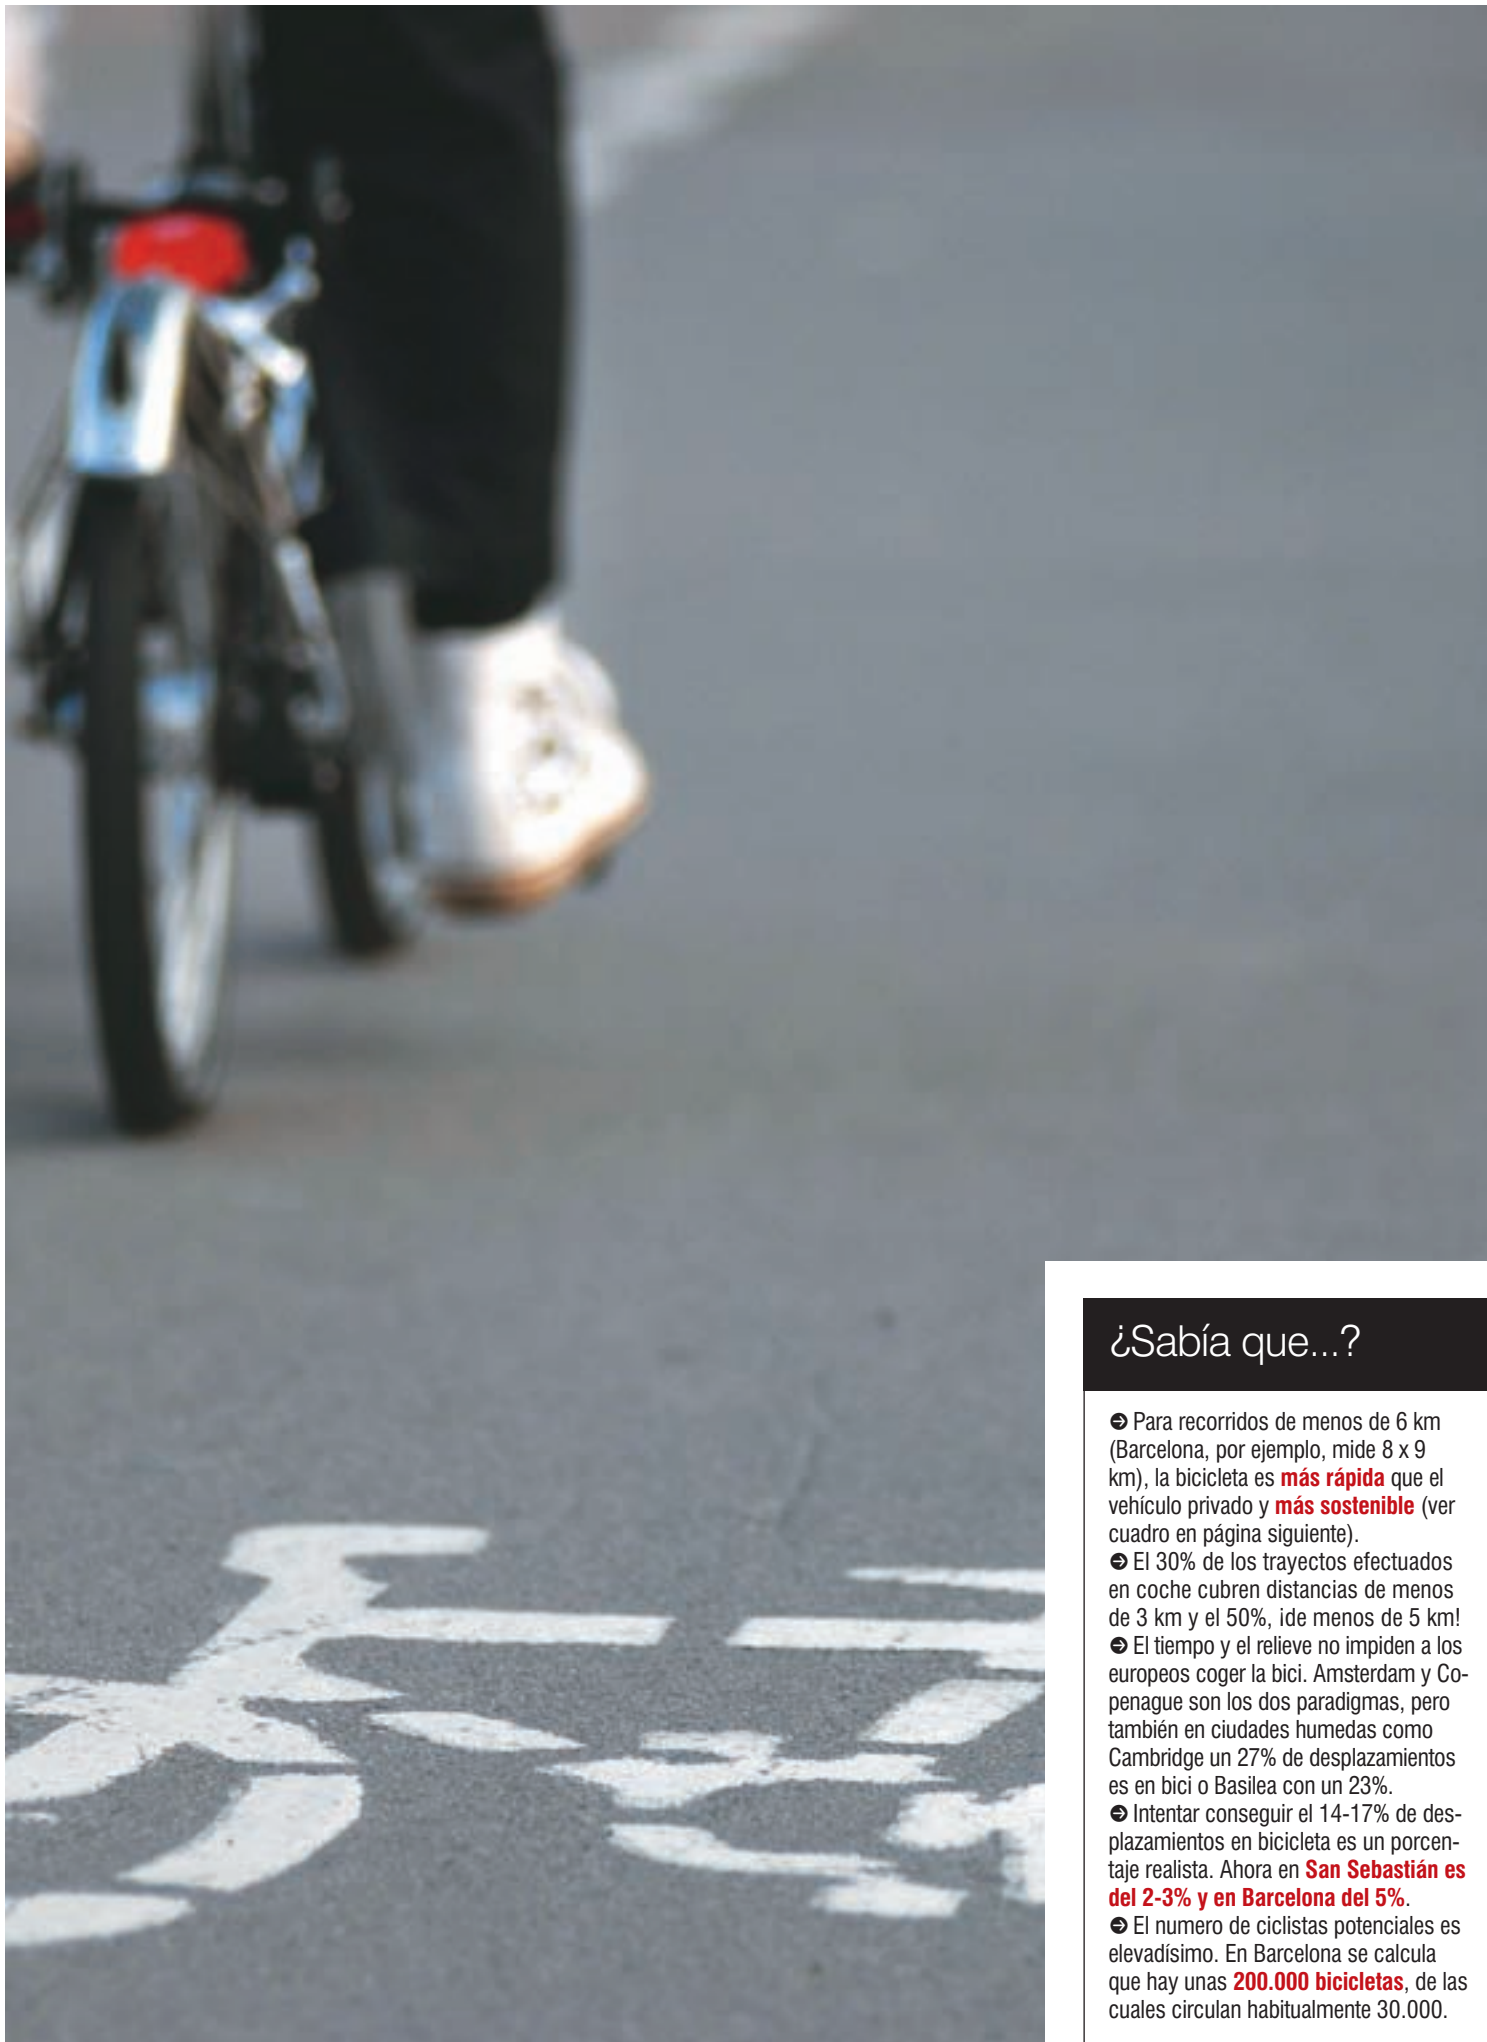 ¿Sabía que...?
➲ Para recorridos de menos de 6 km
(Barcelona, por ejemplo, mide 8 x 9
km), la bicicleta es más rápida que el
vehículo privado y más sostenible (ver
cuadro en página siguiente).
➲ El 30% de los trayectos efectuados
en coche cubren distancias de menos
de 3 km y el 50%, ¡de menos de 5 km!
➲ El tiempo y el relieve no impiden a los
europeos coger la bici. Amsterdam y Co-
penague son los dos paradigmas, pero
también en ciudades humedas como
Cambridge un 27% de desplazamientos
es en bici o Basilea con un 23%.
➲ Intentar conseguir el 14-17% de des-
plazamientos en bicicleta es un porcen-
taje realista. Ahora en San Sebastián es
del 2-3% y en Barcelona del 5%.
➲ El numero de ciclistas potenciales es
elevadísimo. En Barcelona se calcula
que hay unas 200.000 bicicletas, de las
cuales circulan habitualmente 30.000.